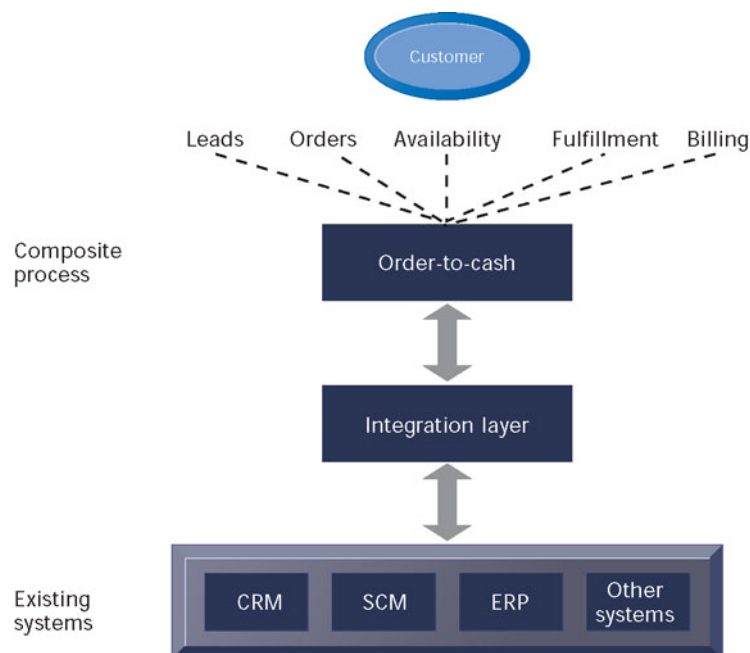 Customer
Leads Orders Availability Fulfillment Billing
Composite
process
Order-to-cash
Integration layer
Existing
systems
CRM SCM ERP Other
systems